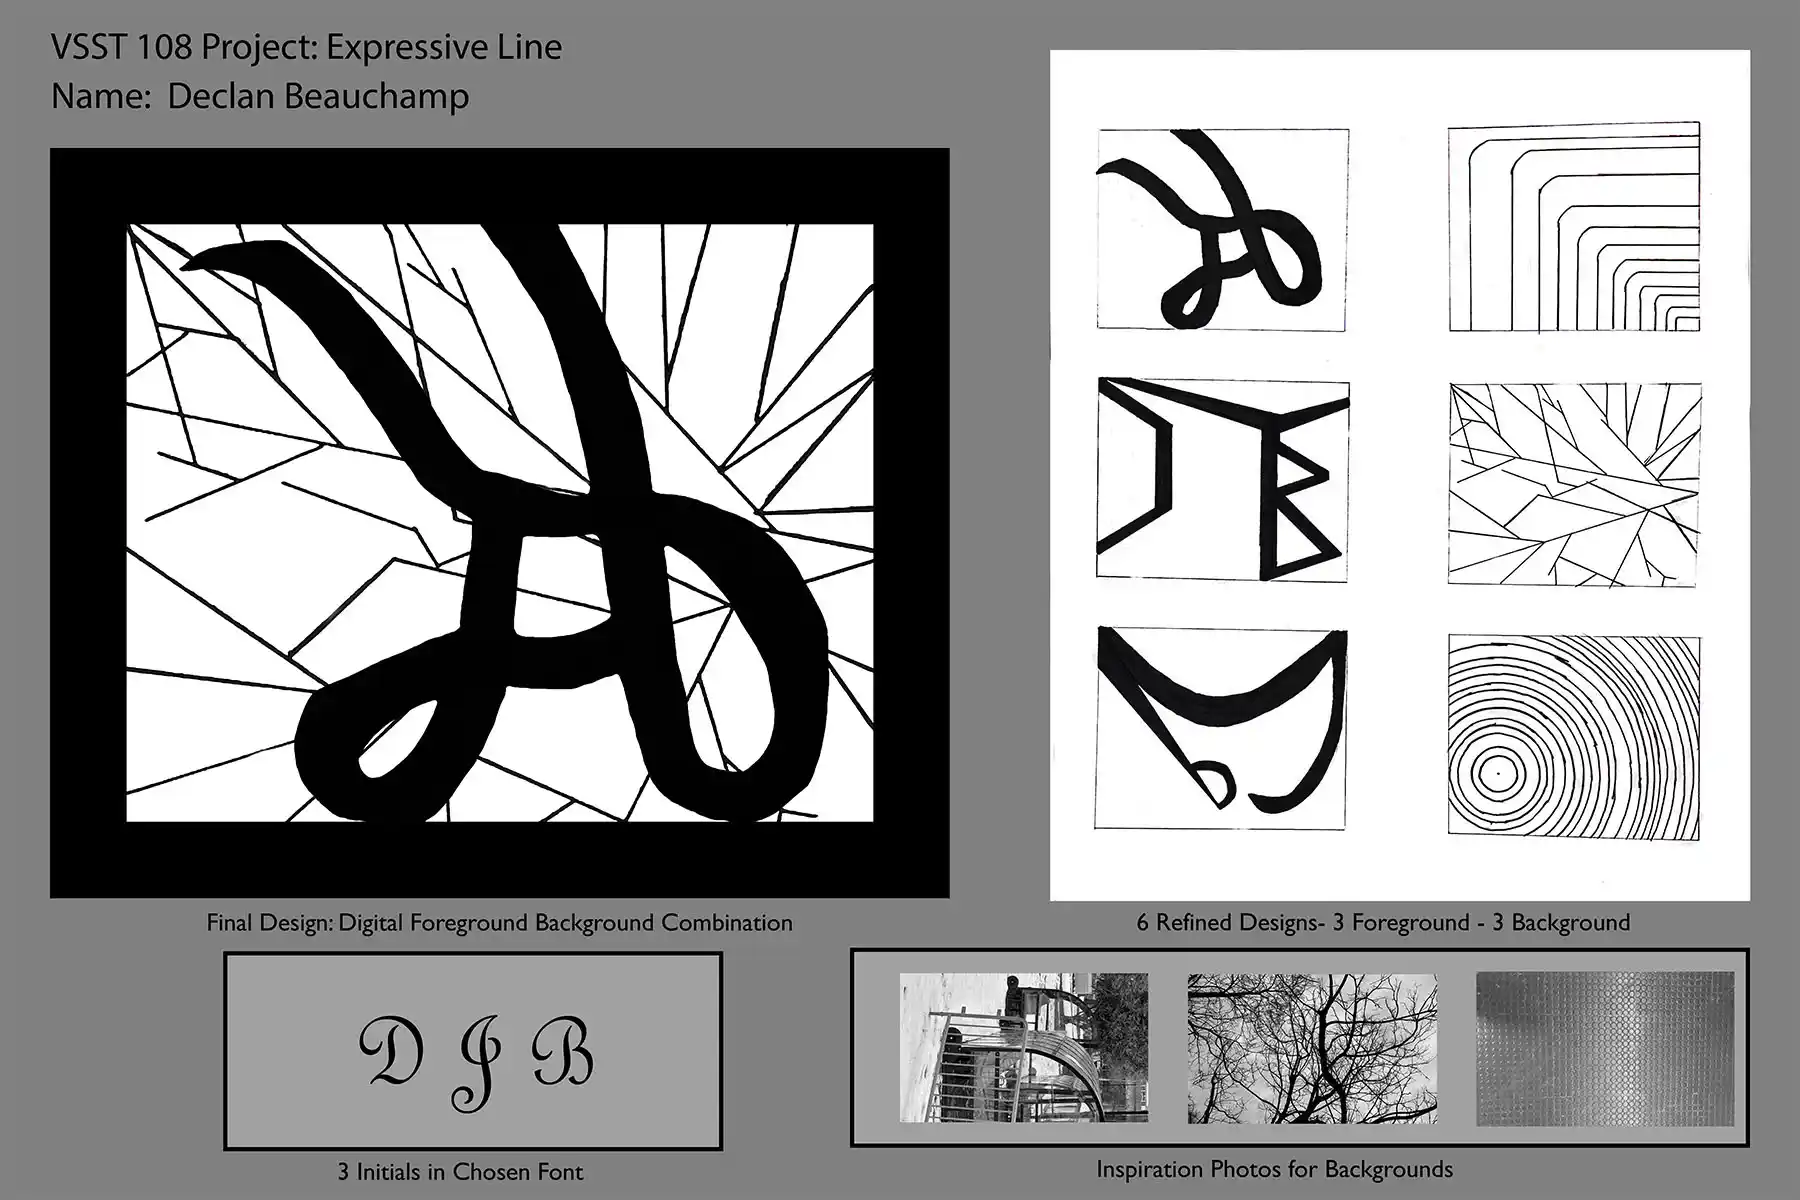 VSST 108 Project: Expressive Line
Name: Declan Beauchamp
Final Design: Digital Foreground Background Combination
6 Refined Designs- 3 Foreground - 3 Background
D J B
3 Initials in Chosen Font
Inspiration Photos for Backgrounds